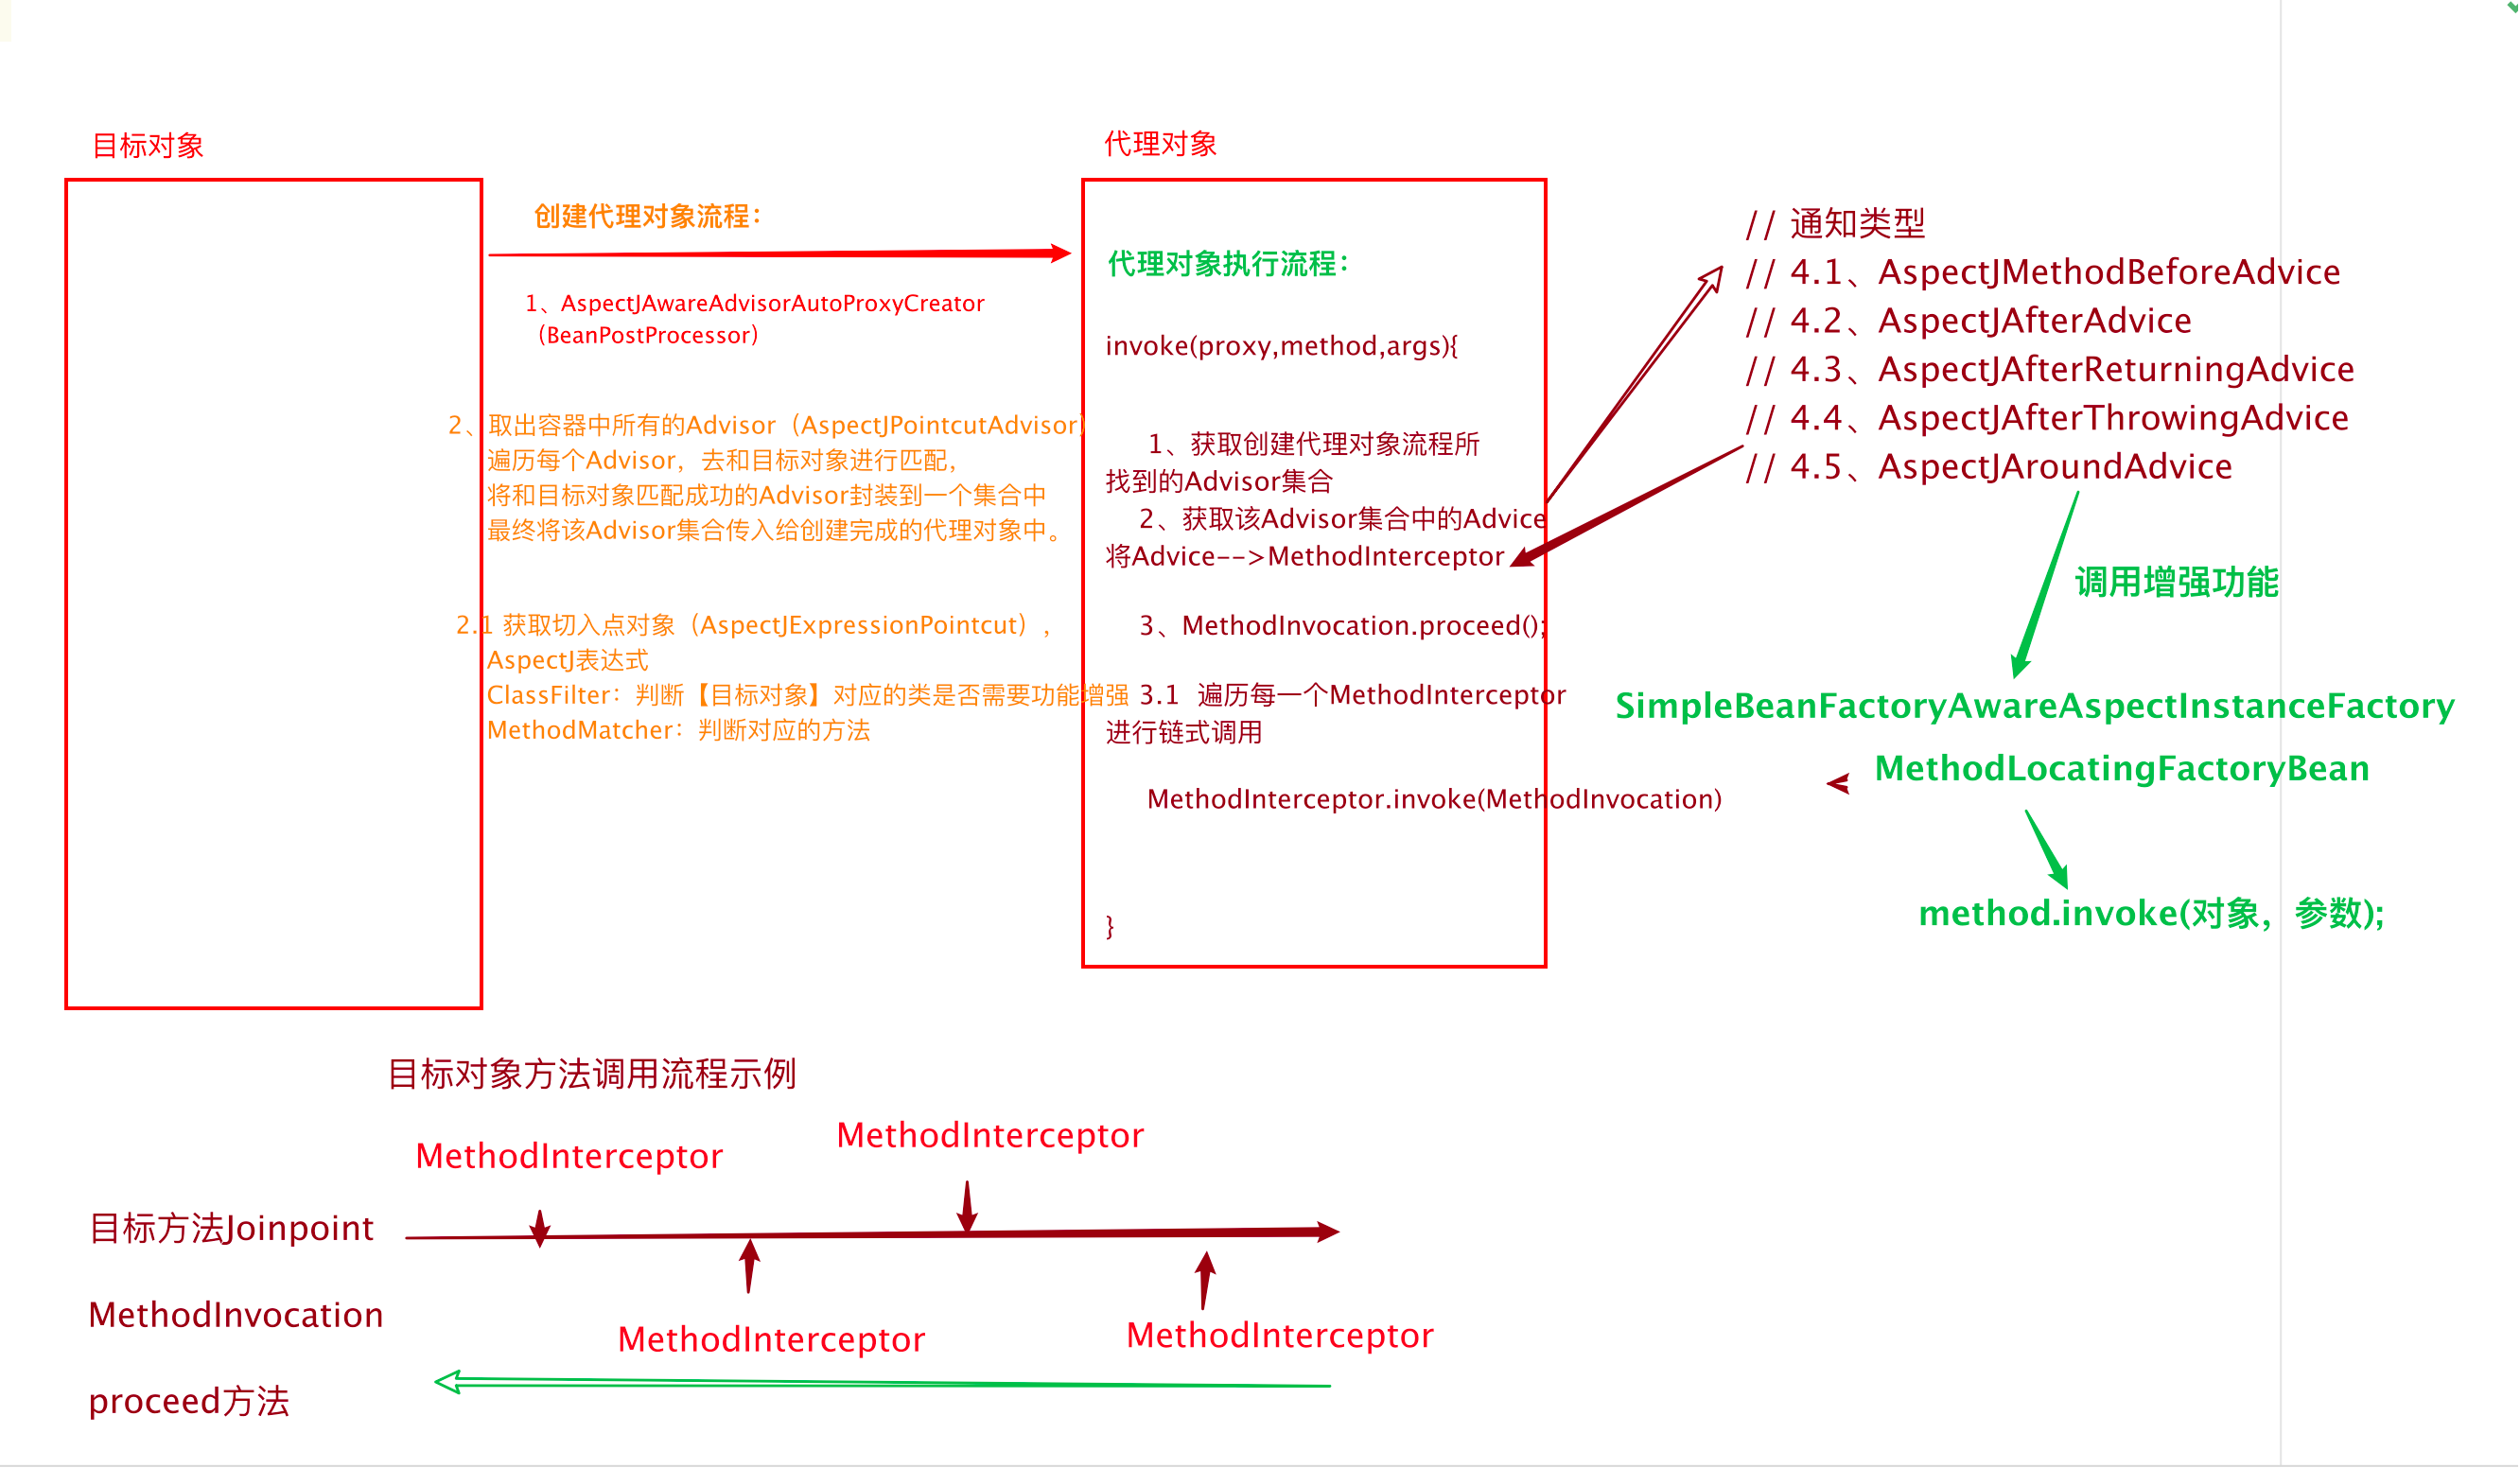 目标对象
创建代理对象流程：
1、AspectJAwareAdvisorAutoProxyCreator
（BeanPostProcessor）
2、取出容器中所有的Advisor（AspectJPointcutAdvisor）
遍历每个Advisor，去和目标对象进行匹配，
将和目标对象匹配成功的Advisor封装到一个集合中
最终将该Advisor集合传入给创建完成的代理对象中。
2.1 获取切入点对象（AspectJExpressionPointcut），
AspectJ表达式
ClassFilter：判断【目标对象】对应的类是否需要功能增强
MethodMatcher：判断对应的方法
代理对象
代理对象执行流程：
invoke(proxy,method,args){
1、获取创建代理对象流程所
找到的Advisor集合
2、获取该Advisor集合中的Advice
将Advice-->MethodInterceptor
3、MethodInvocation.proceed();
3.1 遍历每一个MethodInterceptor
进行链式调用
MethodInterceptor.invoke(MethodInvocation)
}
// 通知类型
// 4.1、AspectJMethodBeforeAdvice
// 4.2、AspectJAfterAdvice
// 4.3、AspectJAfterReturningAdvice
// 4.4、AspectJAfterThrowingAdvice
// 4.5、AspectJAroundAdvice
调用增强功能
SimpleBeanFactoryAwareAspectInstanceFactory
MethodLocatingFactoryBean
method.invoke(对象，参数);
目标对象方法调用流程示例
MethodInterceptor
MethodInterceptor
目标方法Joinpoint
MethodInvocation
MethodInterceptor
MethodInterceptor
proceed方法